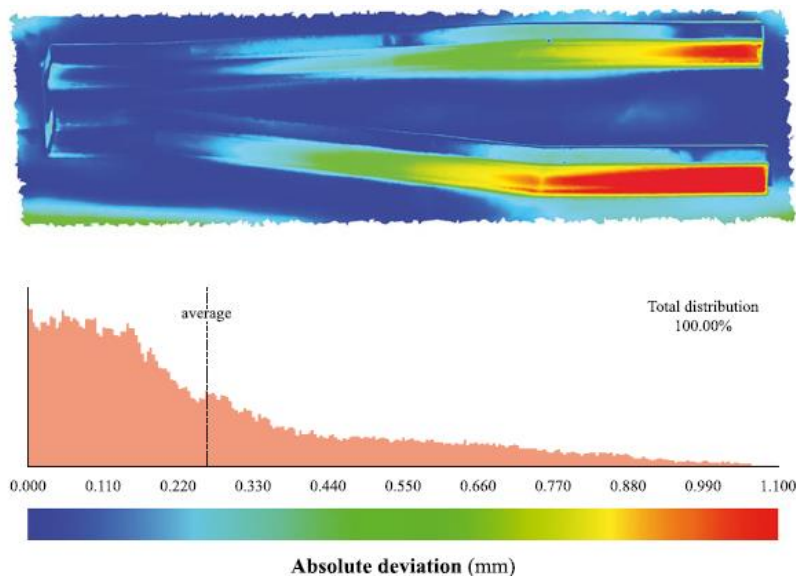 average
Total distribution
100.00%
0.000 0.110 0.220 0.330 0.440 0.550 0.660 0.770 0.880 0.990 1.100
Absolute deviation (mm)